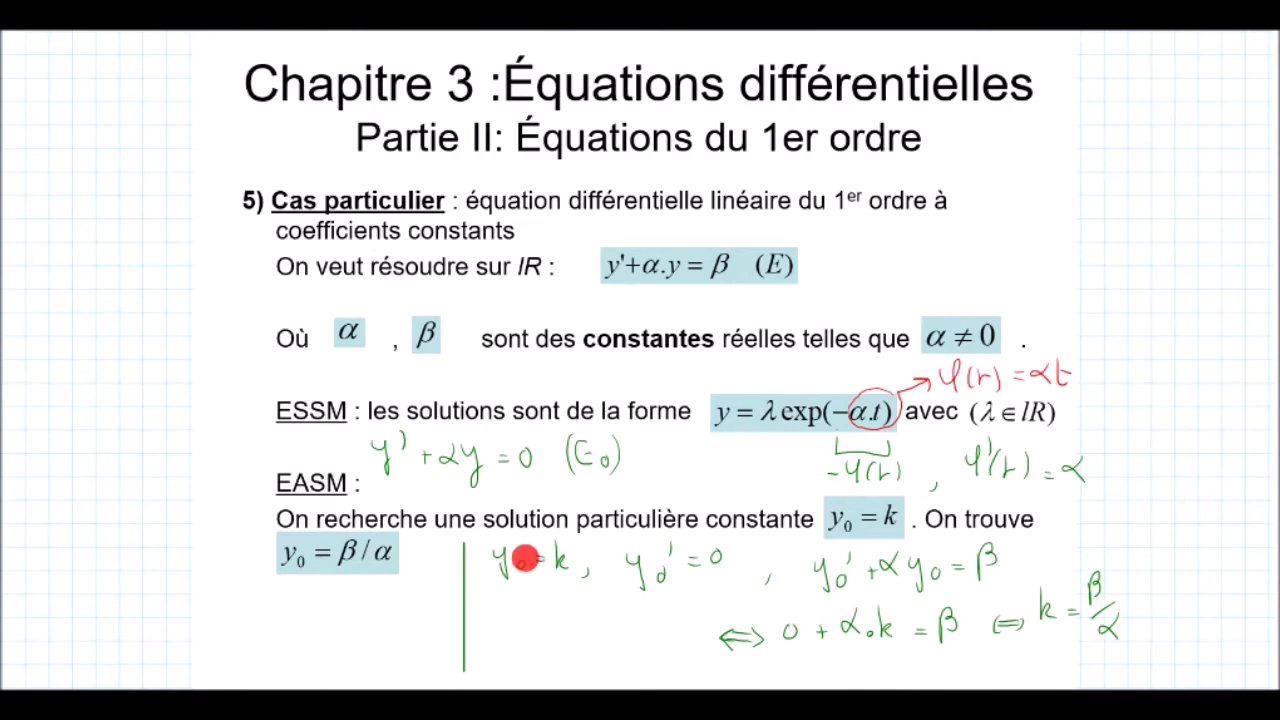 Chapitre 3 :Équations différentielles
Partie II: Équations du 1er ordre
5) Cas particulier : équation différentielle linéaire du 1er ordre à
coefficients constants
On veut résoudre sur IR : y'+α.y = β (E)
Où α , β sont des constantes réelles telles que α ≠ 0 .
φ(t) = αt
ESSM : les solutions sont de la forme y = λ exp(−α.t) avec (λ ∈ IR)
y' + αy = 0 (E₀) −φ(t) , φ'(t) = α
EASM :
On recherche une solution particulière constante y₀ = k . On trouve
y₀ = β / α
y₀ = k , y₀' = 0 , y₀' + α y₀ = β
⟺ 0 + α.k = β ⟺ k = β/α